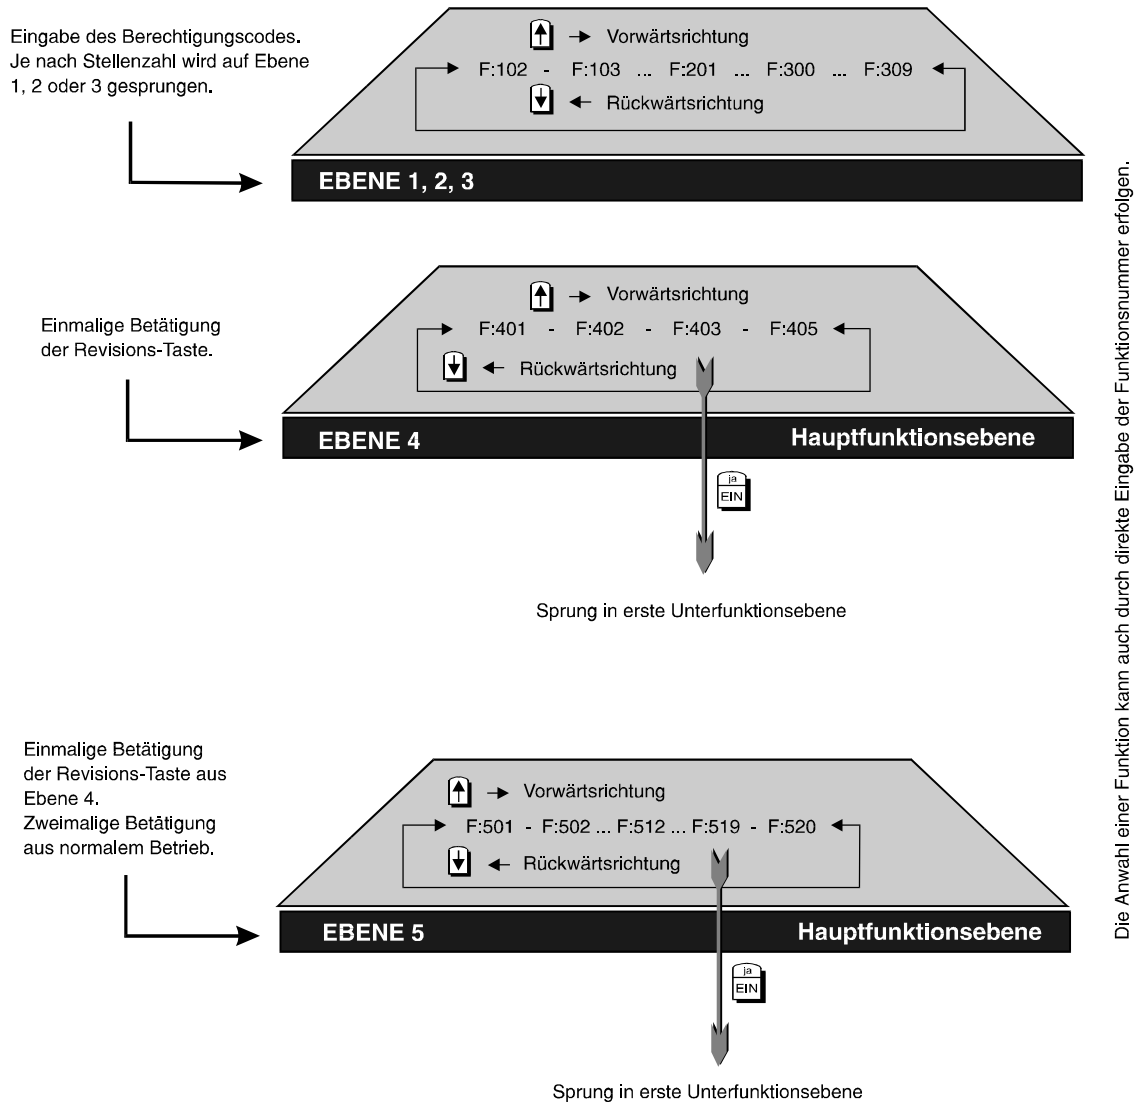 Eingabe des Berechtigungscodes.
Je nach Stellenzahl wird auf Ebene
1, 2 oder 3 gesprungen.
Vorwärtsrichtung
F:102 - F:103 ... F:201 ... F:300 ... F:309
Rückwärtsrichtung
EBENE 1, 2, 3
Einmalige Betätigung
der Revisions-Taste.
Vorwärtsrichtung
F:401 - F:402 - F:403 - F:405
Rückwärtsrichtung
EBENE 4 Hauptfunktionsebene
ja
EIN
Sprung in erste Unterfunktionsebene
Einmalige Betätigung
der Revisions-Taste aus
Ebene 4.
Zweimalige Betätigung
aus normalem Betrieb.
Vorwärtsrichtung
F:501 - F:502 ... F:512 ... F:519 - F:520
Rückwärtsrichtung
EBENE 5 Hauptfunktionsebene
ja
EIN
Sprung in erste Unterfunktionsebene
Die Anwahl einer Funktion kann auch durch direkte Eingabe der Funktionsnummer erfolgen.